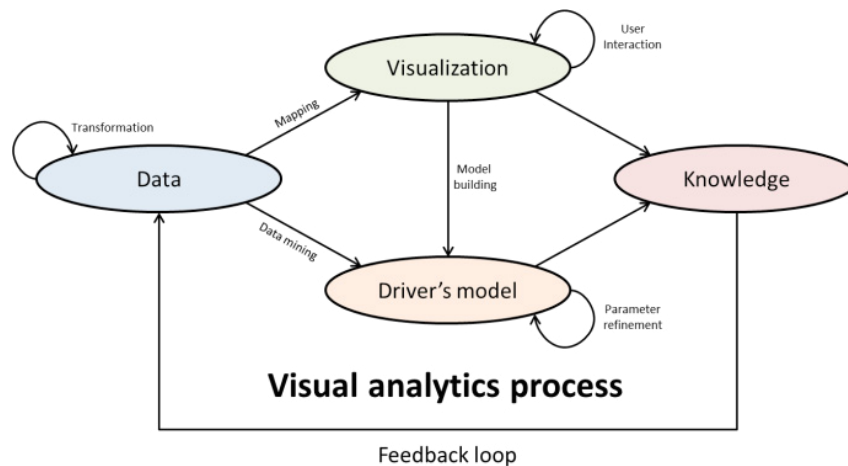 User
Interaction
Visualization
Mapping
Transformation
Data
Model
building
Knowledge
Data mining
Driver’s model
Parameter
refinement
Visual analytics process
Feedback loop